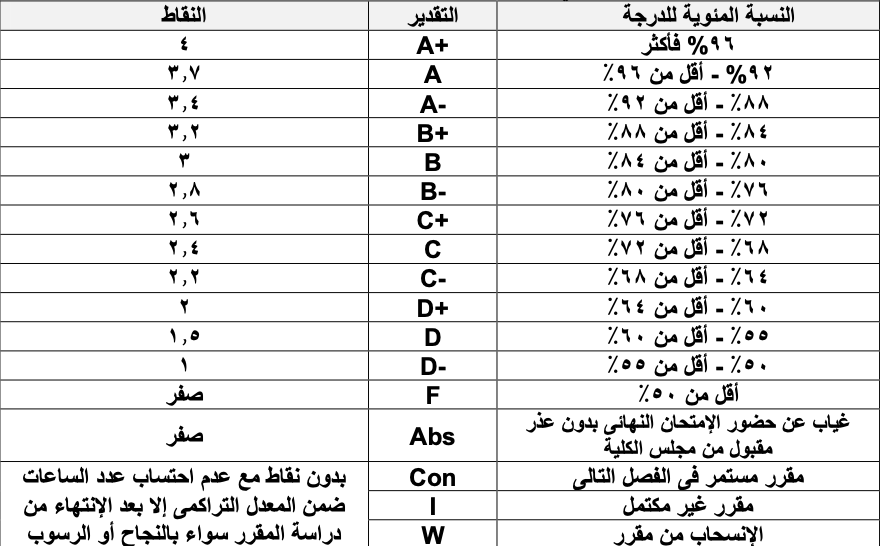 النسبة المئوية للدرجة التقدير النقاط
٩٦% فأكثر A+ ٤
٩٢% - أقل من ٩٦٪ A ٣,٧
٨٨٪ - أقل من ٩٢٪ A- ٣,٤
٨٤٪ - أقل من ٨٨٪ B+ ٣,٢
٨٠٪ - أقل من ٨٤٪ B ٣
٧٦٪ - أقل من ٨٠٪ B- ٢,٨
٧٢٪ - أقل من ٧٦٪ C+ ٢,٦
٦٨٪ - أقل من ٧٢٪ C ٢,٤
٦٤٪ - أقل من ٦٨٪ C- ٢,٢
٦٠٪ - أقل من ٦٤٪ D+ ٢
٥٥٪ - أقل من ٦٠٪ D ١,٥
٥٠٪ - أقل من ٥٥٪ D- ١
أقل من ٥٠٪ F صفر
غياب عن حضور الإمتحان النهائى بدون عذر
مقبول من مجلس الكلية Abs صفر
مقرر مستمر فى الفصل التالى Con بدون نقاط مع عدم احتساب عدد الساعات
مقرر غير مكتمل I ضمن المعدل التراكمى إلا بعد الإنتهاء من
الإنسحاب من مقرر W دراسة المقرر سواء بالنجاح أو الرسوب